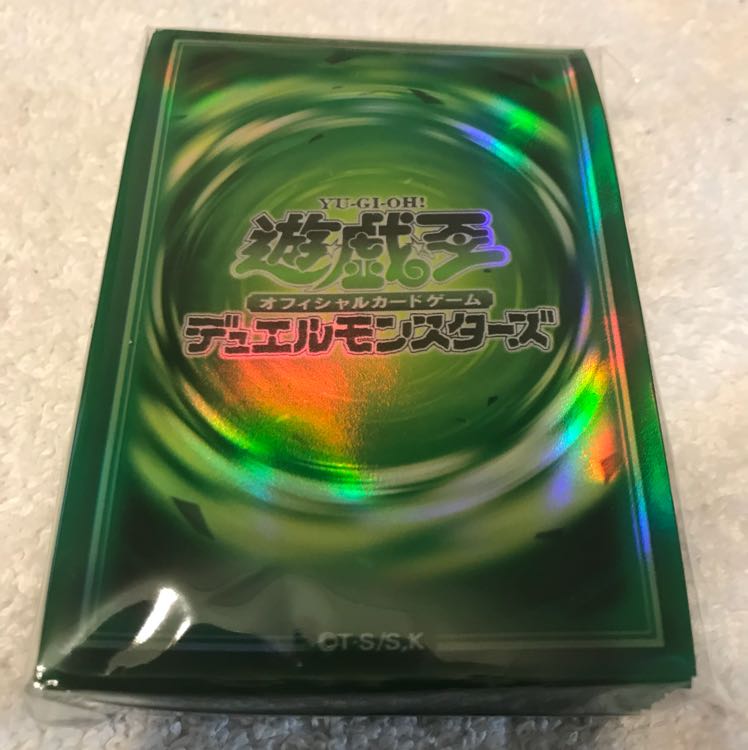 YU-GI-OH!
遊☆戯☆王
オフィシャルカードゲーム
デュエルモンスターズ
©T・S/S,K